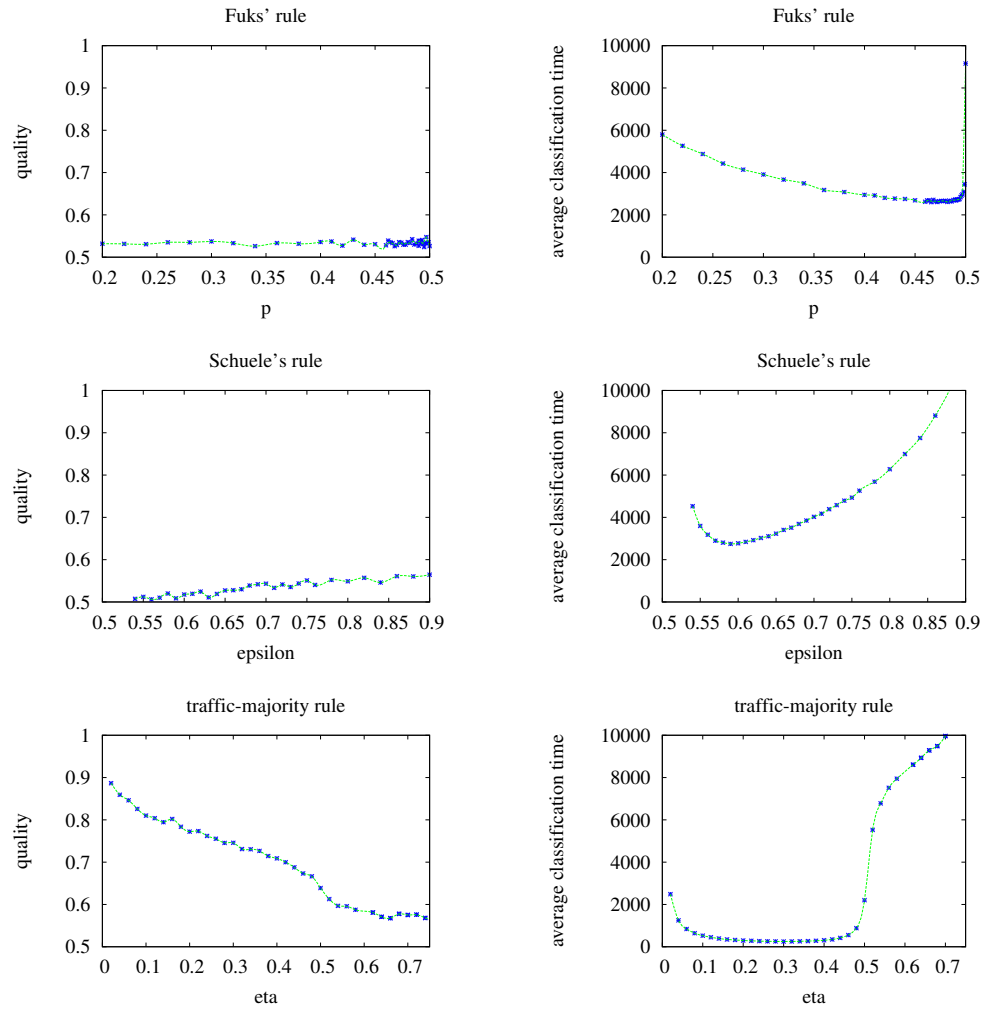 Fuks' rule
1
0.9
0.8
0.7
0.6
0.5
quality
0.2 0.25 0.3 0.35 0.4 0.45 0.5
p
Fuks' rule
10000
8000
6000
4000
2000
0
average classification time
0.2 0.25 0.3 0.35 0.4 0.45 0.5
p
Schuele's rule
1
0.9
0.8
0.7
0.6
0.5
quality
0.5 0.55 0.6 0.65 0.7 0.75 0.8 0.85 0.9
epsilon
Schuele's rule
10000
8000
6000
4000
2000
0
average classification time
0.5 0.55 0.6 0.65 0.7 0.75 0.8 0.85 0.9
epsilon
traffic-majority rule
1
0.9
0.8
0.7
0.6
0.5
quality
0 0.1 0.2 0.3 0.4 0.5 0.6 0.7
eta
traffic-majority rule
10000
8000
6000
4000
2000
0
average classification time
0 0.1 0.2 0.3 0.4 0.5 0.6 0.7
eta